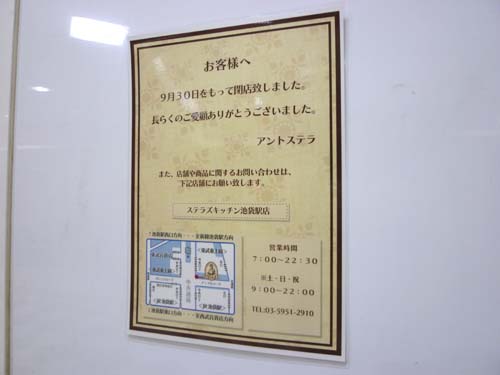 お客様へ
9月30日をもって閉店致しました。
長らくのご愛顧ありがとうございました。
アントステラ
また、店舗や商品に関するお問い合わせは、
下記店舗にお願い致します。
ステラズキッチン池袋駅店
営業時間
7:00〜22:30
※土・日・祝
9:00〜22:00
TEL:03-5951-2910